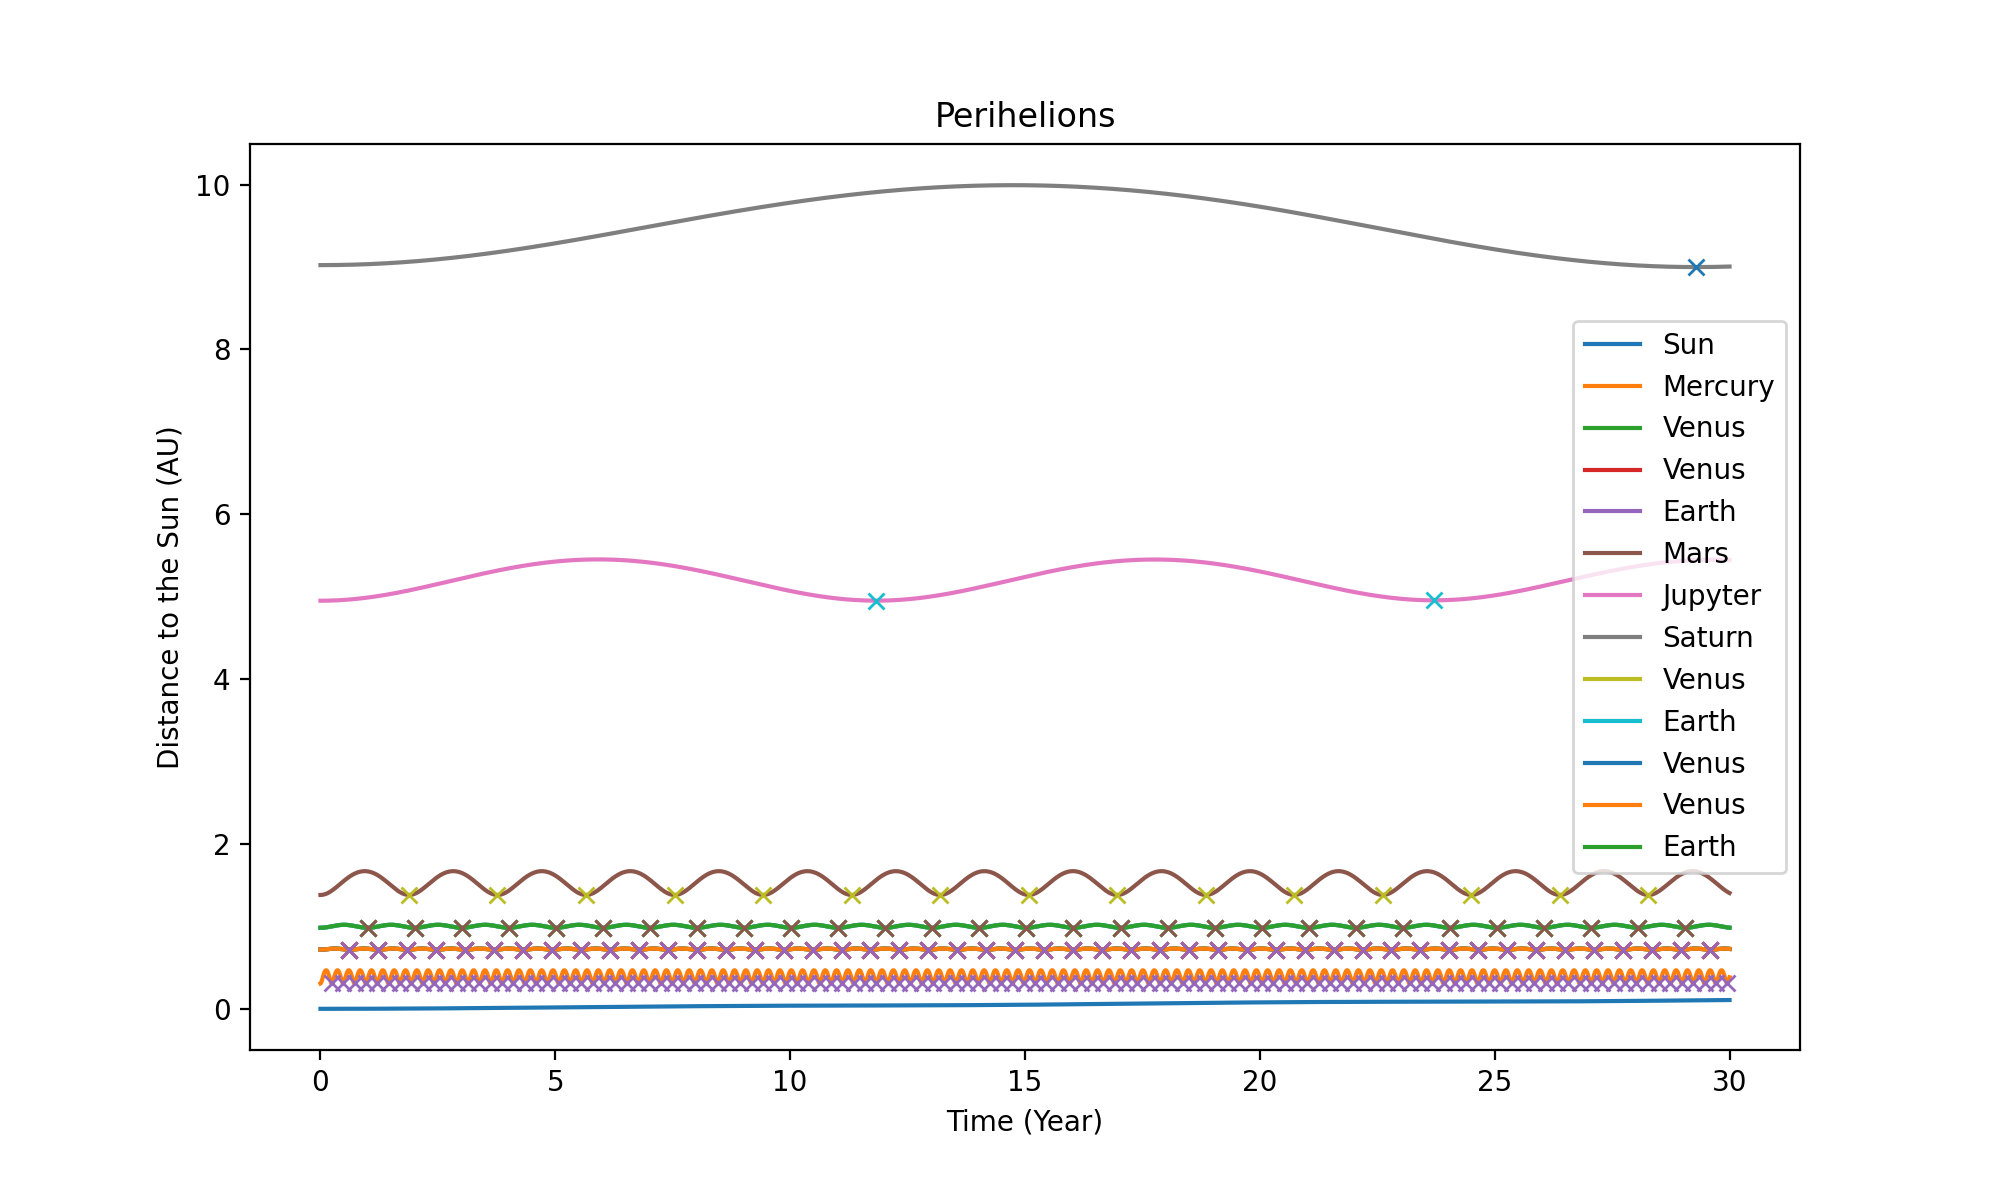 Perihelions
10
8
6
4
2
0
Distance to the Sun (AU)
Sun
Mercury
Venus
Venus
Earth
Mars
Jupyter
Saturn
Venus
Earth
Venus
Venus
Earth
0 5 10 15 20 25 30
Time (Year)